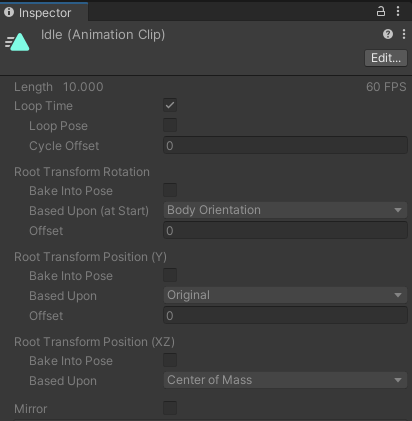 Inspector
Idle (Animation Clip)
Edit...
Length 10.000 60 FPS
Loop Time
Loop Pose
Cycle Offset 0
Root Transform Rotation
Bake Into Pose
Based Upon (at Start) Body Orientation
Offset 0
Root Transform Position (Y)
Bake Into Pose
Based Upon Original
Offset 0
Root Transform Position (XZ)
Bake Into Pose
Based Upon Center of Mass
Mirror